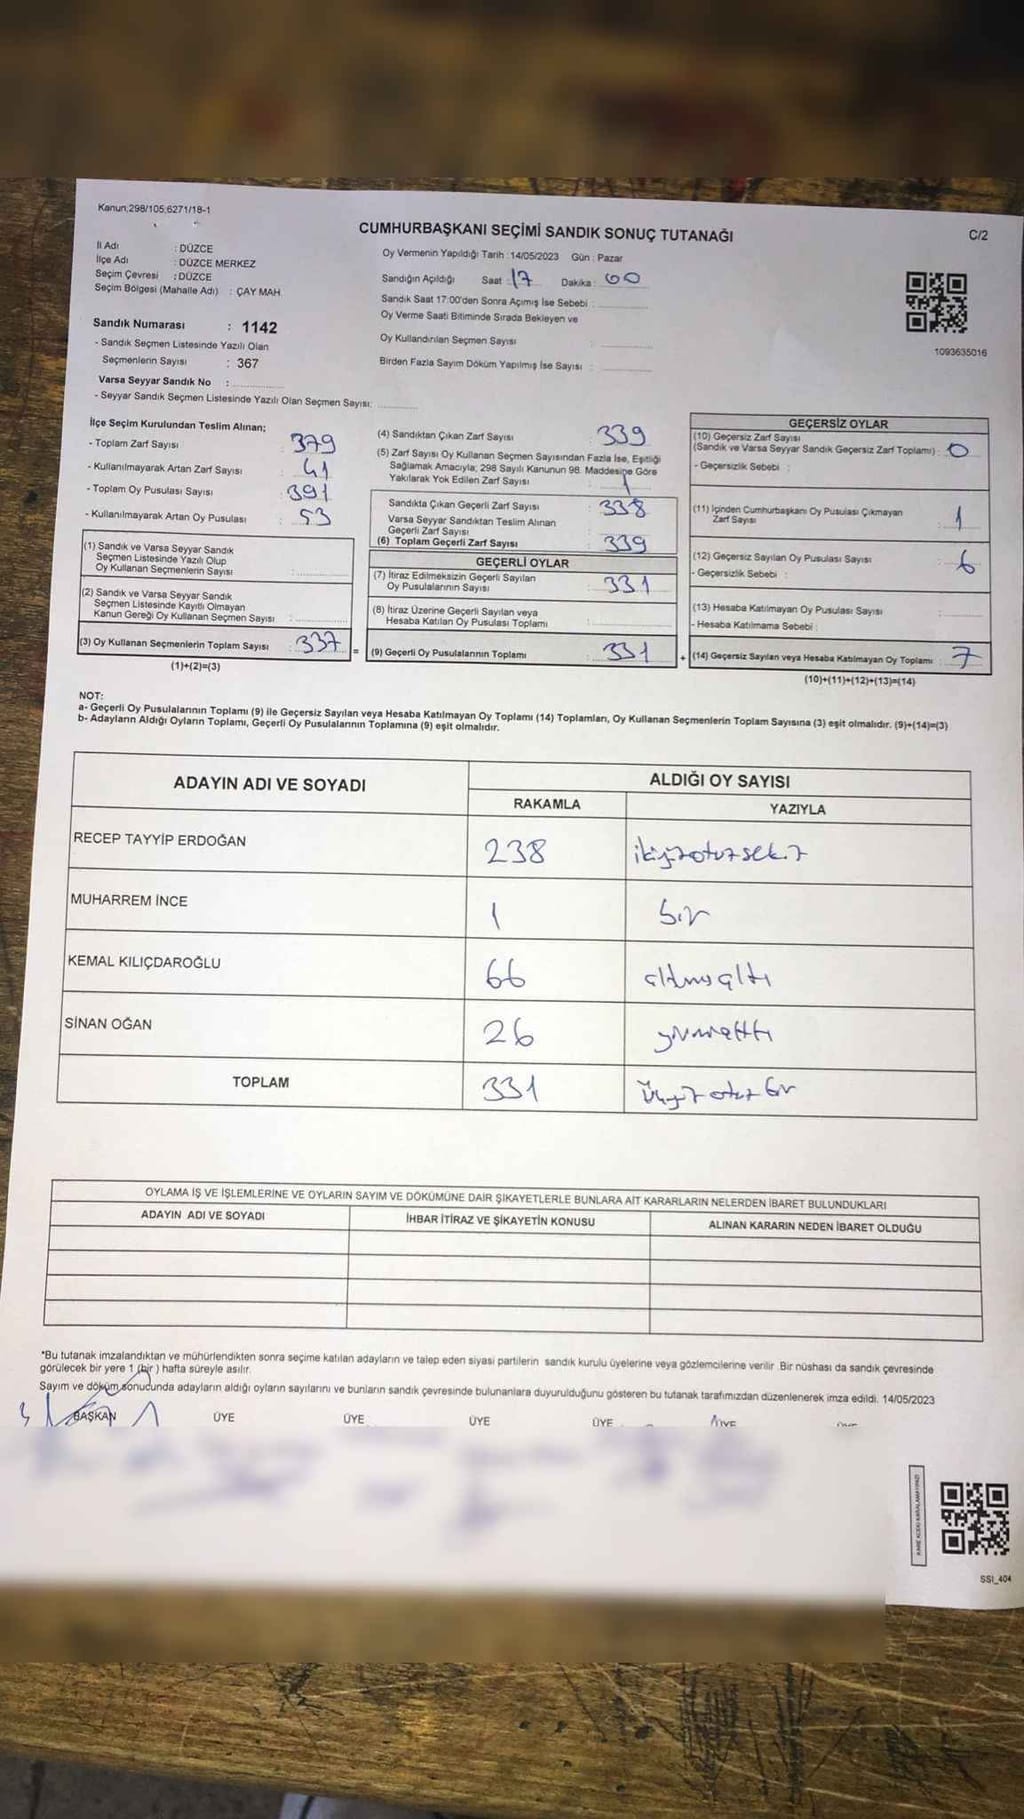 Kanun;298/105;6271/18-1
CUMHURBAŞKANI SEÇİMİ SANDIK SONUÇ TUTANAĞI
C/2
İl Adı : DÜZCE
İlçe Adı : DÜZCE MERKEZ
Seçim Çevresi : DÜZCE
Seçim Bölgesi (Mahalle Adı) : ÇAY MAH.
Oy Vermenin Yapıldığı Tarih : 14/05/2023 Gün : Pazar
Sandığın Açıldığı Saat : 17 Dakika : 00
Sandık Saat 17:00'den Sonra Açımış İse Sebebi :
Oy Verme Saati Bitiminde Sırada Bekleyen ve
Oy Kullandırılan Seçmen Sayısı :
Birden Fazla Sayım Döküm Yapılmış İse Sayısı :
1093635016
Sandık Numarası : 1142
- Sandık Seçmen Listesinde Yazılı Olan
Seçmenlerin Sayısı : 367
Varsa Seyyar Sandık No :
- Seyyar Sandık Seçmen Listesinde Yazılı Olan Seçmen Sayısı:
İlçe Seçim Kurulundan Teslim Alınan;
- Toplam Zarf Sayısı : 379
- Kullanılmayarak Artan Zarf Sayısı : 41
- Toplam Oy Pusulası Sayısı : 391
- Kullanılmayarak Artan Oy Pusulası : 53
(1) Sandık ve Varsa Seyyar Sandık
Seçmen Listesinde Yazılı Olup
Oy Kullanan Seçmenlerin Sayısı :
(2) Sandık ve Varsa Seyyar Sandık
Seçmen Listesinde Kayıtlı Olmayan
Kanun Gereği Oy Kullanan Seçmen Sayısı :
(3) Oy Kullanan Seçmenlerin Toplam Sayısı : 337
(1)+(2)=(3)
=
(4) Sandıktan Çıkan Zarf Sayısı : 339
(5) Zarf Sayısı Oy Kullanan Seçmen Sayısından Fazla İse, Eşitliği
Sağlamak Amacıyla; 298 Sayılı Kanunun 98. Maddesine Göre
Yakılarak Yok Edilen Zarf Sayısı : 1
Sandıkta Çıkan Geçerli Zarf Sayısı : 338
Varsa Seyyar Sandıktan Teslim Alınan
Geçerli Zarf Sayısı :
(6) Toplam Geçerli Zarf Sayısı : 339
GEÇERLİ OYLAR
(7) İtiraz Edilmeksizin Geçerli Sayılan
Oy Pusulalarının Sayısı : 331
(8) İtiraz Üzerine Geçerli Sayılan veya
Hesaba Katılan Oy Pusulası Toplamı :
(9) Geçerli Oy Pusulalarının Toplamı : 331
+
GEÇERSİZ OYLAR
(10) Geçersiz Zarf Sayısı
(Sandık ve Varsa Seyyar Sandık Geçersiz Zarf Toplamı) : 0
- Geçersizlik Sebebi :
(11) İçinden Cumhurbaşkanı Oy Pusulası Çıkmayan
Zarf Sayısı : 1
(12) Geçersiz Sayılan Oy Pusulası Sayısı : 6
- Geçersizlik Sebebi :
(13) Hesaba Katılmayan Oy Pusulası Sayısı :
- Hesaba Katılmama Sebebi :
(14) Geçersiz Sayılan veya Hesaba Katılmayan Oy Toplamı : 7
(10)+(11)+(12)+(13)=(14)
NOT:
a- Geçerli Oy Pusulalarının Toplamı (9) ile Geçersiz Sayılan veya Hesaba Katılmayan Oy Toplamı (14) Toplamları, Oy Kullanan Seçmenlerin Toplam Sayısına (3) eşit olmalıdır. (9)+(14)=(3)
b- Adayların Aldığı Oyların Toplamı, Geçerli Oy Pusulalarının Toplamına (9) eşit olmalıdır.
ADAYIN ADI VE SOYADI
ALDIĞI OY SAYISI
RAKAMLA YAZIYLA
RECEP TAYYİP ERDOĞAN 238 ikiyüzotuzsekiz
MUHARREM İNCE 1 bir
KEMAL KILIÇDAROĞLU 66 altmışaltı
SİNAN OĞAN 26 yirmialtı
TOPLAM 331 üçyüz otuz bir
OYLAMA İŞ VE İŞLEMLERİNE VE OYLARIN SAYIM VE DÖKÜMÜNE DAİR ŞİKAYETLERLE BUNLARA AİT KARARLARIN NELERDEN İBARET BULUNDUKLARI
ADAYIN ADI VE SOYADI İHBAR İTİRAZ VE ŞİKAYETİN KONUSU ALINAN KARARIN NEDEN İBARET OLDUĞU
*Bu tutanak imzalandıktan ve mühürlendikten sonra seçime katılan adayların ve talep eden siyasi partilerin sandık kurulu üyelerine veya gözlemcilerine verilir. Bir nüshası da sandık çevresinde
görülecek bir yere 1 (bir) hafta süreyle asılır.
Sayım ve döküm sonucunda adayların aldığı oyların sayılarını ve bunların sandık çevresinde bulunanlara duyurulduğunu gösteren bu tutanak tarafımızdan düzenlenerek imza edildi. 14/05/2023
BAŞKAN ÜYE ÜYE ÜYE ÜYE ÜYE
SSI_404